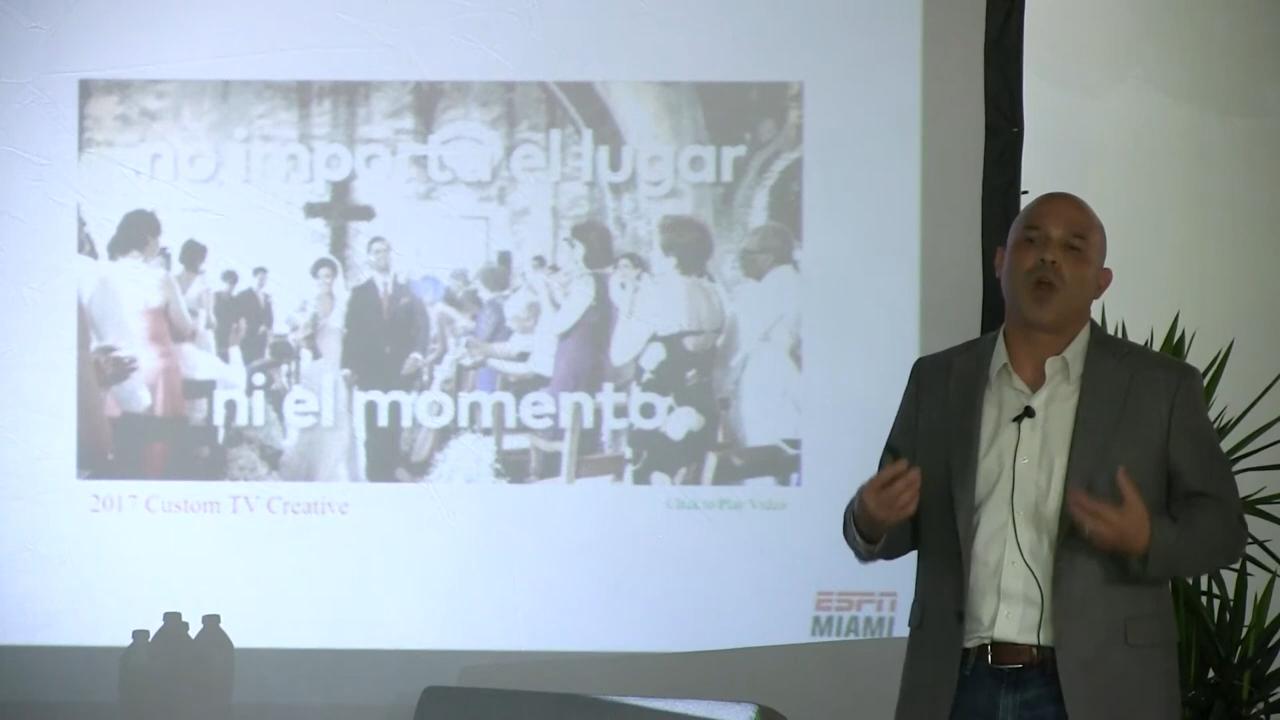 no importa el lugar
ni el momento
2017 Custom TV Creative
Click to Play Video
ESPN
MIAMI